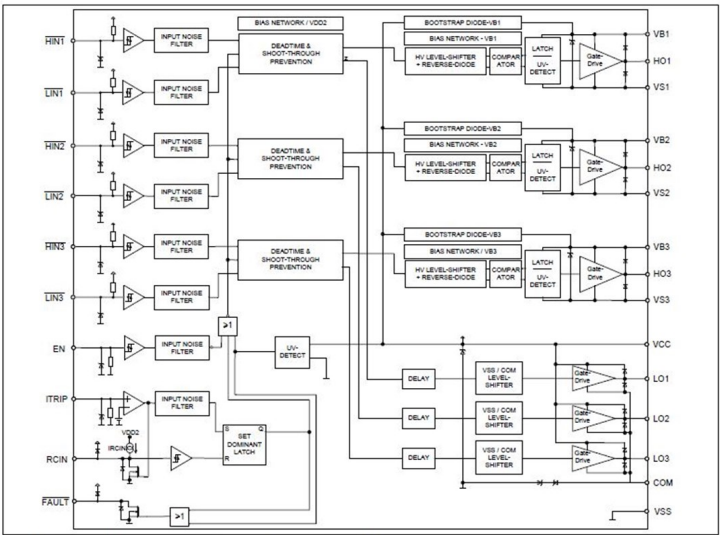 BIAS NETWORK / VDD2
HIN1
INPUT NOISE
FILTER
DEADTIME &
SHOOT-THROUGH
PREVENTION
LIN1
INPUT NOISE
FILTER
BOOTSTRAP DIODE-VB1
BIAS NETWORK - VB1
HV LEVEL-SHIFTER
+ REVERSE-DIODE
COMPAR
ATOR
LATCH
UV-
DETECT
Gate-
Drive
VB1
HO1
VS1
HIN2
INPUT NOISE
FILTER
DEADTIME &
SHOOT-THROUGH
PREVENTION
LIN2
INPUT NOISE
FILTER
BOOTSTRAP DIODE-VB2
BIAS NETWORK - VB2
HV LEVEL-SHIFTER
+ REVERSE-DIODE
COMPAR
ATOR
LATCH
UV-
DETECT
Gate-
Drive
VB2
HO2
VS2
HIN3
INPUT NOISE
FILTER
DEADTIME &
SHOOT-THROUGH
PREVENTION
LIN3
INPUT NOISE
FILTER
BOOTSTRAP DIODE-VB3
BIAS NETWORK / VB3
HV LEVEL-SHIFTER
+ REVERSE-DIODE
COMPAR
ATOR
LATCH
UV-
DETECT
Gate-
Drive
VB3
HO3
VS3
EN
INPUT NOISE
FILTER
>1
UV-
DETECT
VCC
DELAY
VSS / COM
LEVEL-
SHIFTER
Gate-
Drive
LO1
ITRIP
INPUT NOISE
FILTER
DELAY
VSS / COM
LEVEL-
SHIFTER
Gate-
Drive
LO2
VDD2
IRCIN
RCIN
S
Q
SET
DOMINANT
LATCH
R
DELAY
VSS / COM
LEVEL-
SHIFTER
Gate-
Drive
LO3
COM
FAULT
>1
VSS